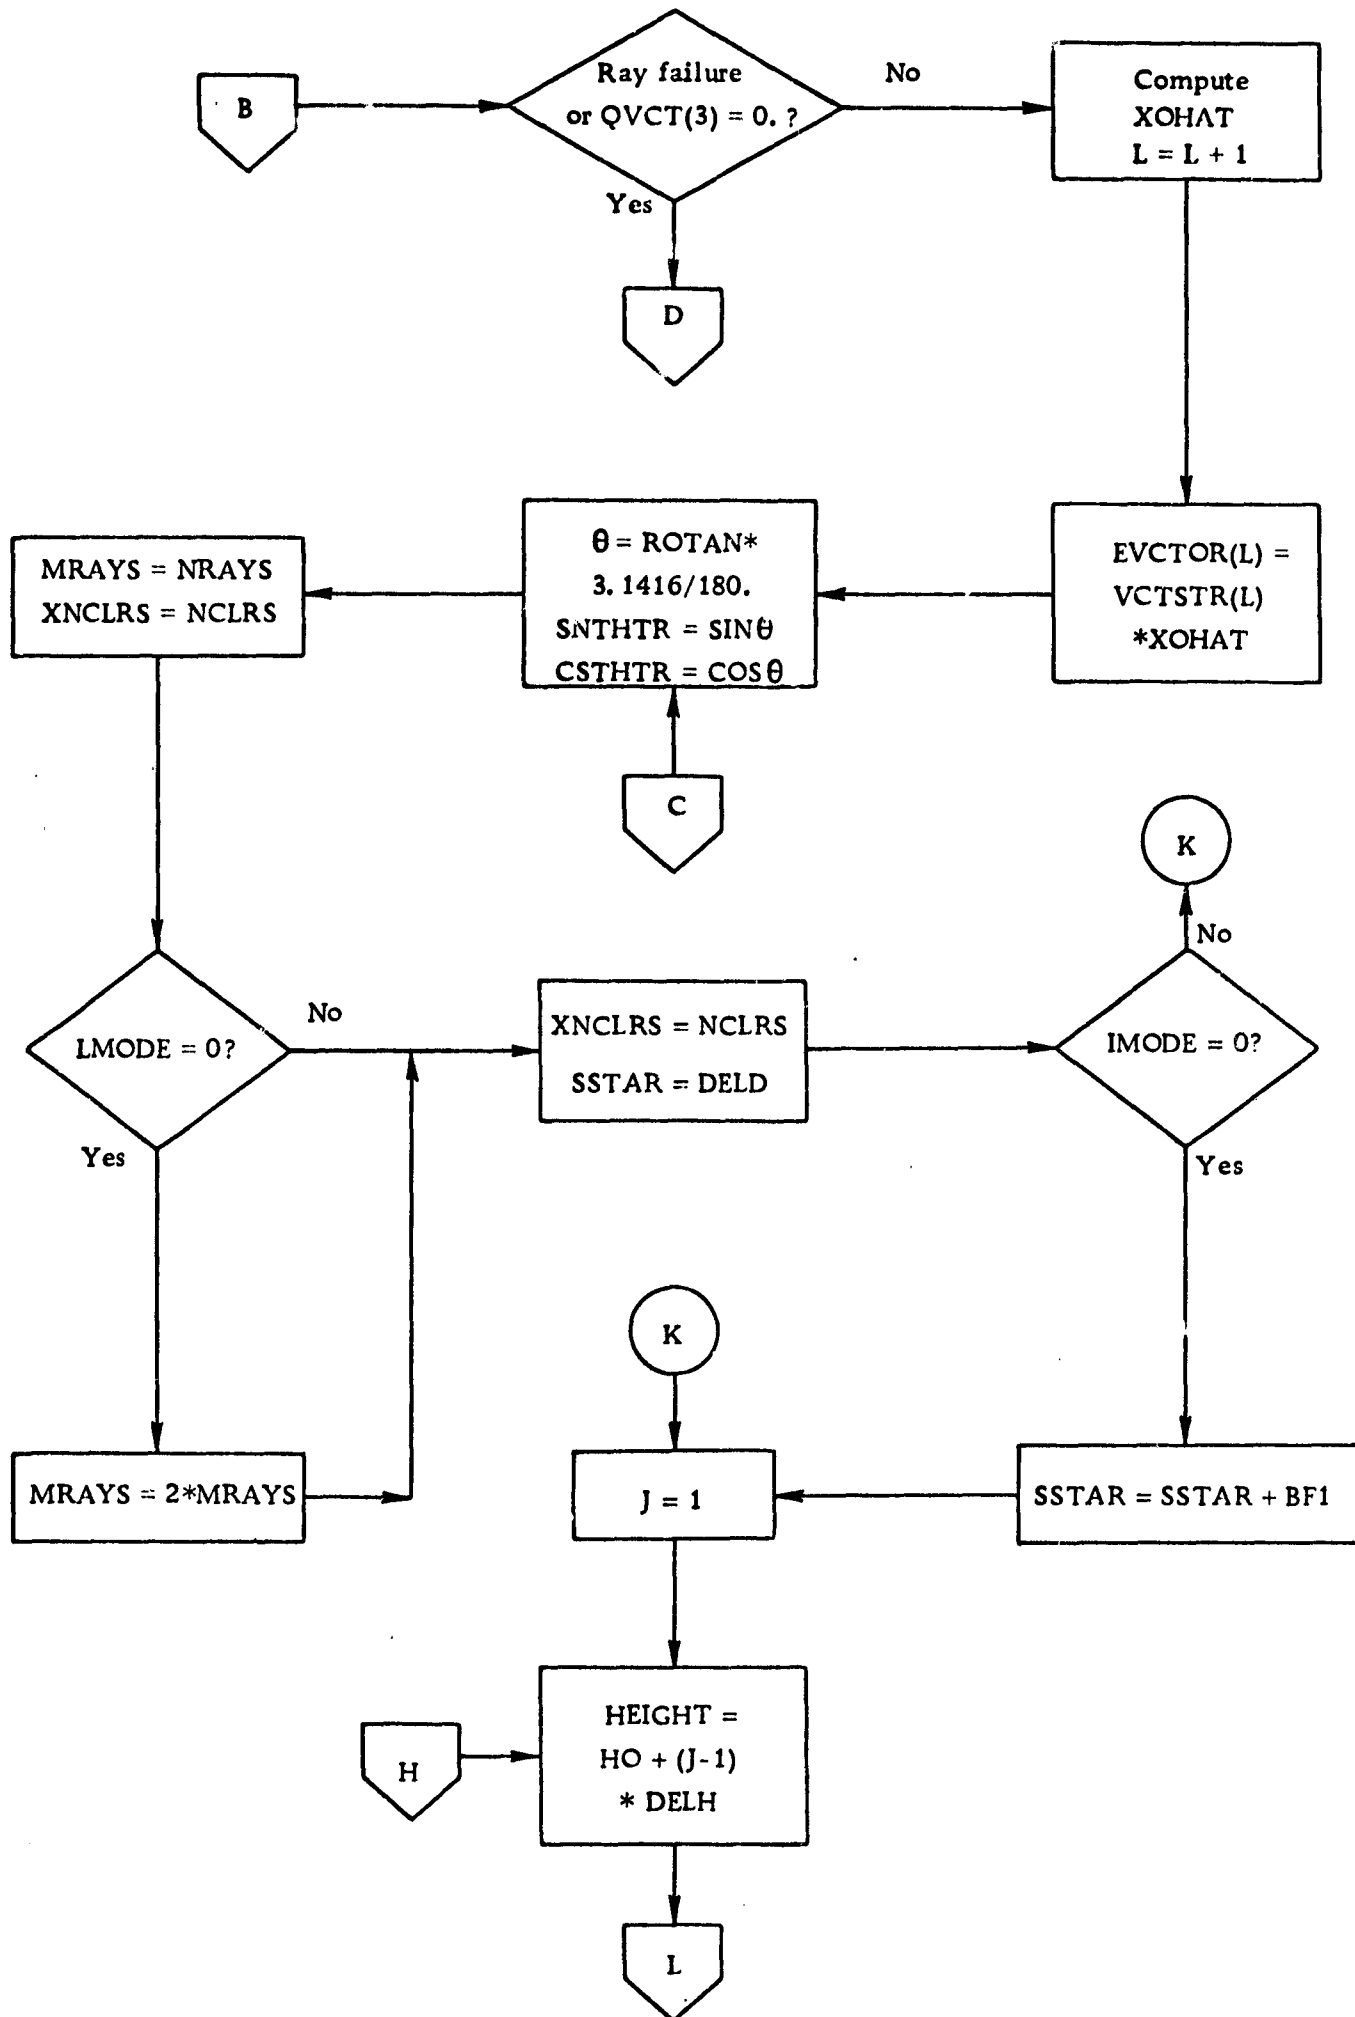 B
Ray failure
or QVCT(3) = 0. ?
No
Compute
XOHAT
L = L + 1
Yes
D
EVCTOR(L) =
VCTSTR(L)
*XOHAT
θ = ROTAN*
3. 1416/180.
SNTHTR = SIN θ
CSTHTR = COS θ
MRAYS = NRAYS
XNCLRS = NCLRS
C
K
No
LMODE = 0?
No
XNCLRS = NCLRS
SSTAR = DELD
IMODE = 0?
Yes
Yes
K
MRAYS = 2*MRAYS
J = 1
SSTAR = SSTAR + BF1
HEIGHT =
HO + (J-1)
* DELH
H
L